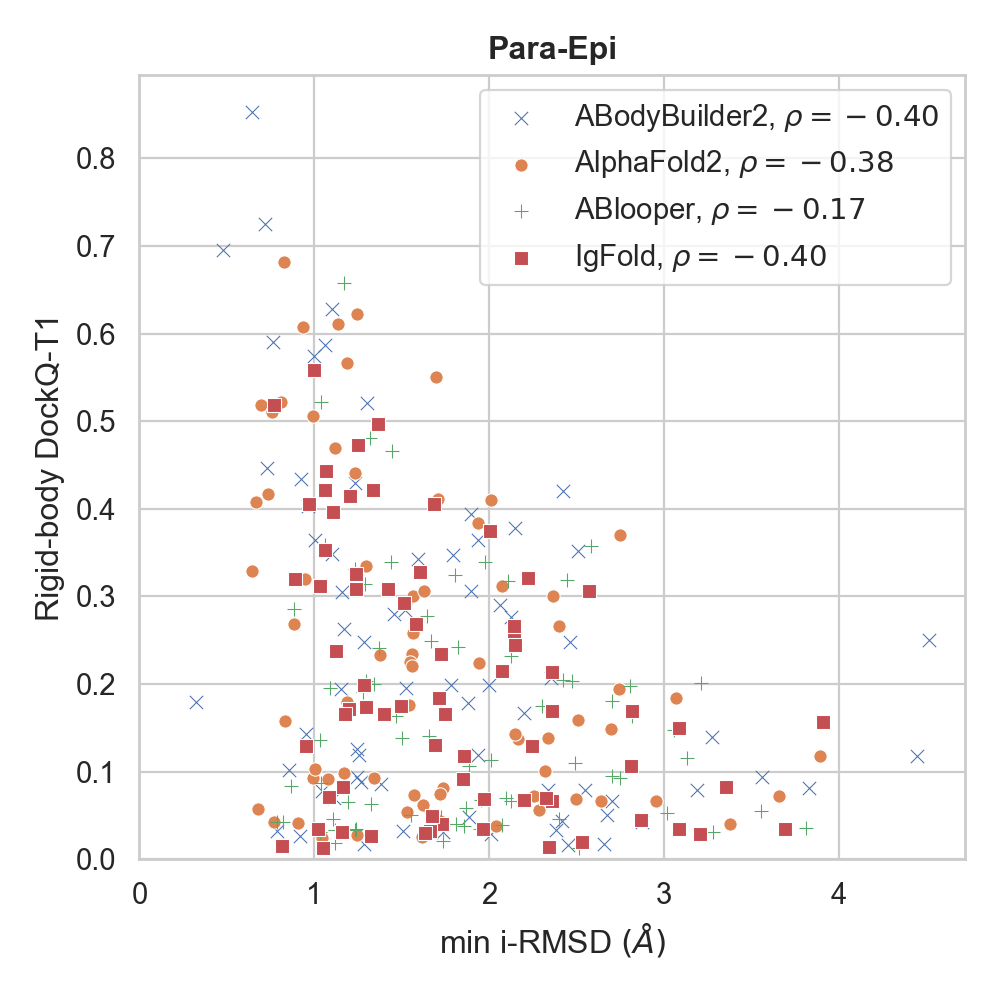 Para-Epi
ABodyBuilder2, ρ = −0.40
AlphaFold2, ρ = −0.38
ABlooper, ρ = −0.17
IgFold, ρ = −0.40
Rigid-body DockQ-T1
0.8
0.7
0.6
0.5
0.4
0.3
0.2
0.1
0.0
0 1 2 3 4
min i-RMSD (Å)